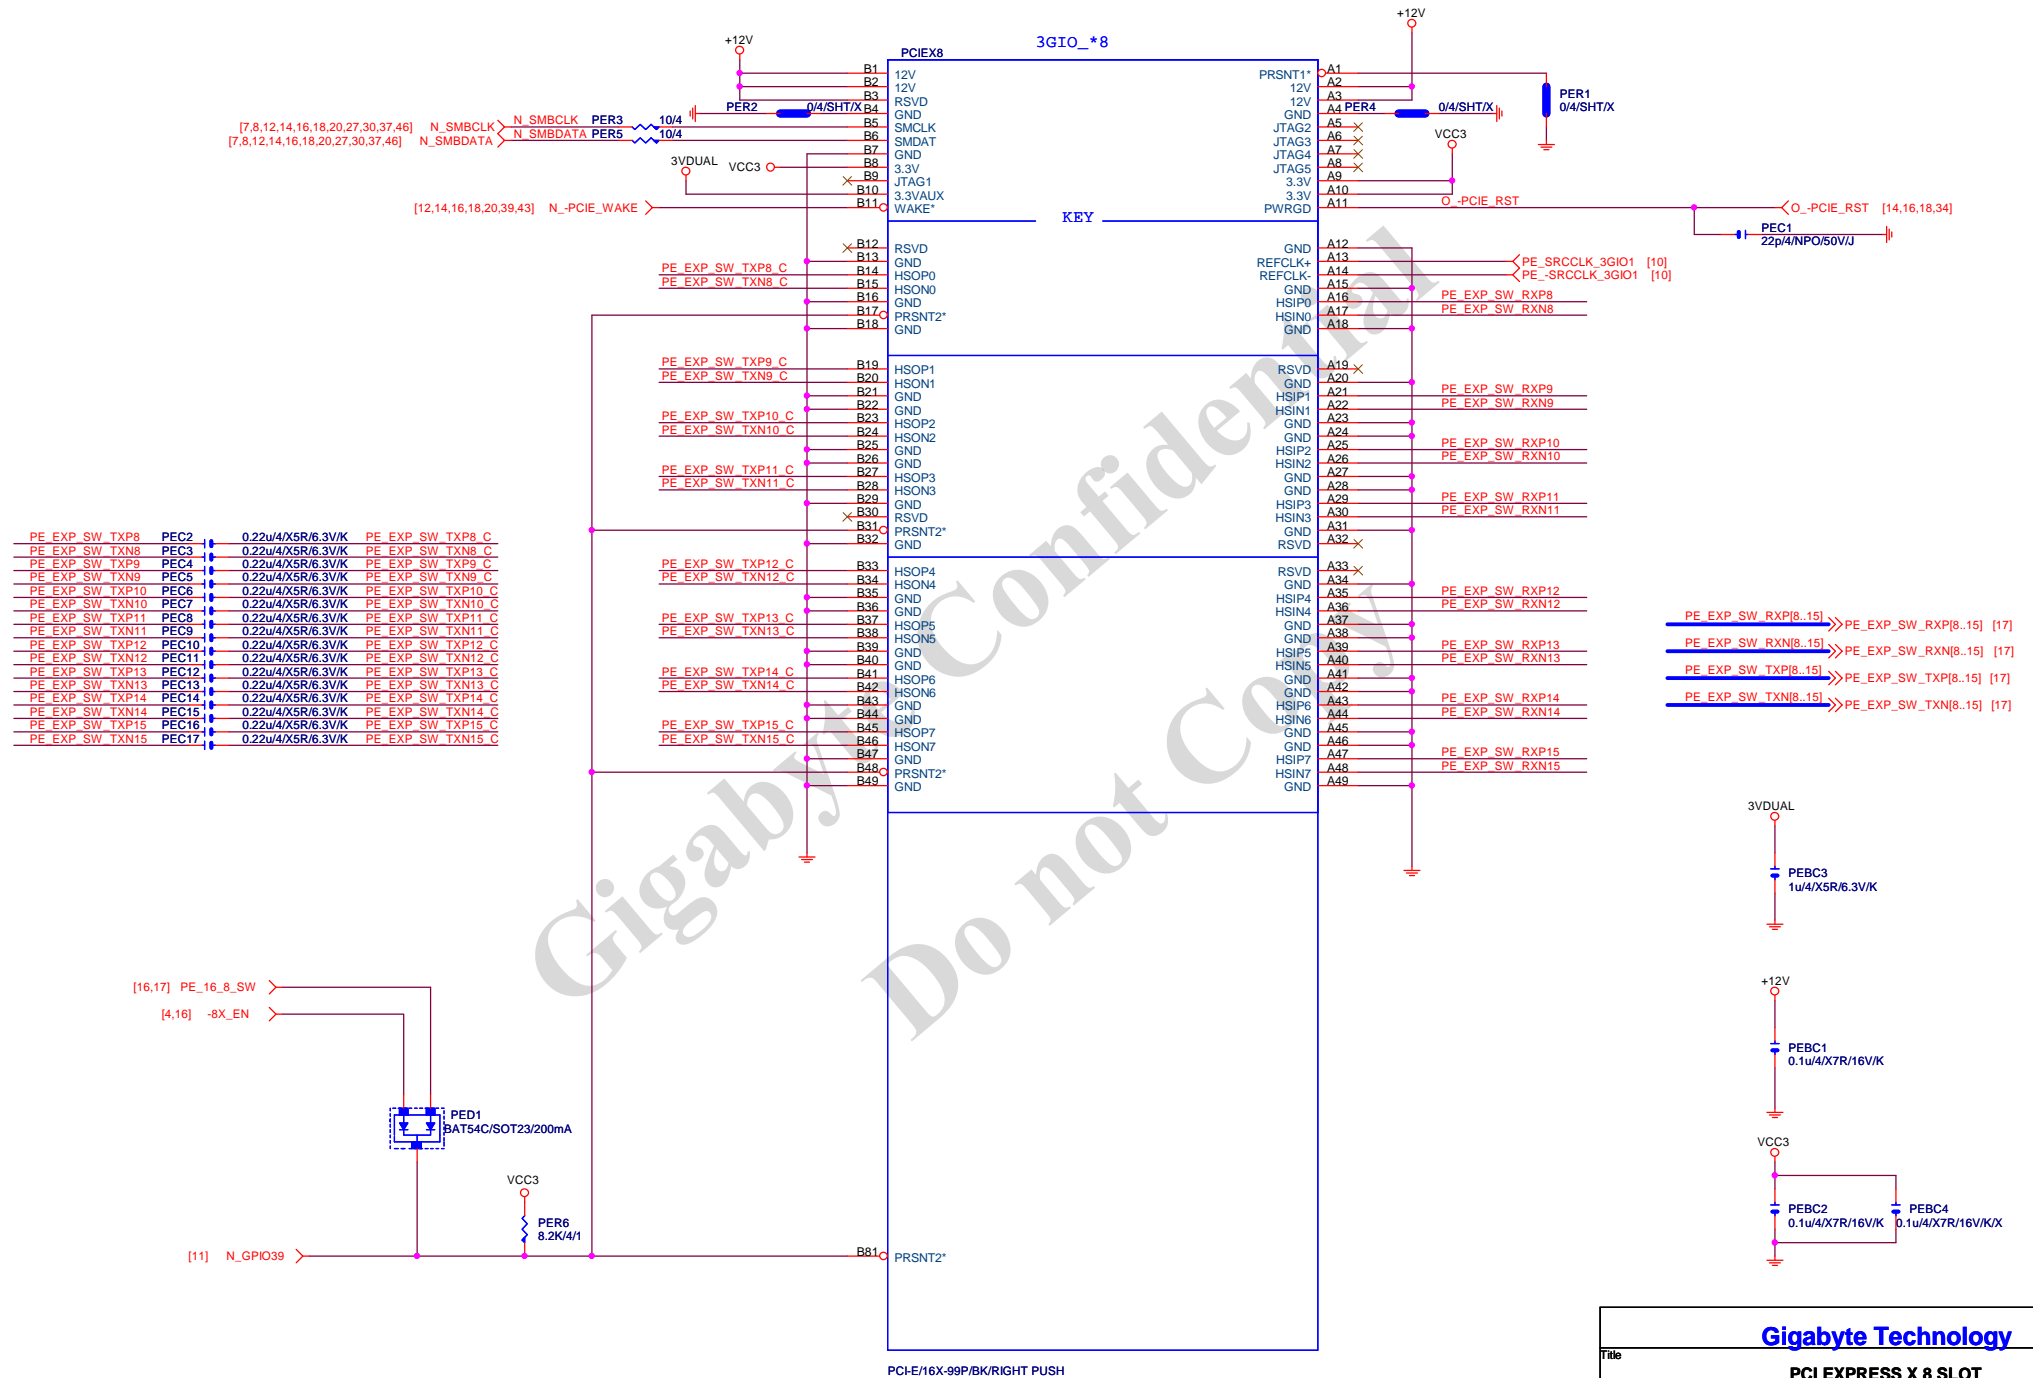 +12V
+12V
3GIO_*8
PCIEX8
B1 12V PRSNT1* A1
B2 12V 12V A2
B3 RSVD 12V A3
PER2 0/4/SHT/X B4 GND GND A4 PER4 0/4/SHT/X
PER1
0/4/SHT/X
[7,8,12,14,16,18,20,27,30,37,46] N_SMBCLK N_SMBCLK PER3 10/4 B5 SMCLK JTAG2 A5
[7,8,12,14,16,18,20,27,30,37,46] N_SMBDATA N_SMBDATA PER5 10/4 B6 SMDAT JTAG3 A6
VCC3
B7 GND JTAG4 A7
3VDUAL VCC3 B8 3.3V JTAG5 A8
B9 JTAG1 3.3V A9
B10 3.3VAUX 3.3V A10
[12,14,16,18,20,39,43] N_-PCIE_WAKE B11 WAKE* PWRGD A11 O_-PCIE_RST O_-PCIE_RST [14,16,18,34]
KEY
PEC1
22p/4/NPO/50V/J
B12 RSVD GND A12
B13 GND REFCLK+ A13 PE_SRCCLK_3GIO1 [10]
PE_EXP_SW_TXP8_C B14 HSOP0 REFCLK- A14 PE_-SRCCLK_3GIO1 [10]
PE_EXP_SW_TXN8_C B15 HSON0 GND A15
B16 GND HSIP0 A16 PE_EXP_SW_RXP8
B17 PRSNT2* HSIN0 A17 PE_EXP_SW_RXN8
B18 GND GND A18
PE_EXP_SW_TXP9_C B19 HSOP1 RSVD A19
PE_EXP_SW_TXN9_C B20 HSON1 GND A20
B21 GND HSIP1 A21 PE_EXP_SW_RXP9
B22 GND HSIN1 A22 PE_EXP_SW_RXN9
PE_EXP_SW_TXP10_C B23 HSOP2 GND A23
PE_EXP_SW_TXN10_C B24 HSON2 GND A24
B25 GND HSIP2 A25 PE_EXP_SW_RXP10
B26 GND HSIN2 A26 PE_EXP_SW_RXN10
PE_EXP_SW_TXP11_C B27 HSOP3 GND A27
PE_EXP_SW_TXN11_C B28 HSON3 GND A28
B29 GND HSIP3 A29 PE_EXP_SW_RXP11
B30 RSVD HSIN3 A30 PE_EXP_SW_RXN11
B31 PRSNT2* GND A31
B32 GND RSVD A32
PE_EXP_SW_TXP12_C B33 HSOP4 RSVD A33
PE_EXP_SW_TXN12_C B34 HSON4 GND A34
B35 GND HSIP4 A35 PE_EXP_SW_RXP12
B36 GND HSIN4 A36 PE_EXP_SW_RXN12
PE_EXP_SW_TXP13_C B37 HSOP5 GND A37
PE_EXP_SW_TXN13_C B38 HSON5 GND A38
B39 GND HSIP5 A39 PE_EXP_SW_RXP13
B40 GND HSIN5 A40 PE_EXP_SW_RXN13
PE_EXP_SW_TXP14_C B41 HSOP6 GND A41
PE_EXP_SW_TXN14_C B42 HSON6 GND A42
B43 GND HSIP6 A43 PE_EXP_SW_RXP14
B44 GND HSIN6 A44 PE_EXP_SW_RXN14
PE_EXP_SW_TXP15_C B45 HSOP7 GND A45
PE_EXP_SW_TXN15_C B46 HSON7 GND A46
B47 GND HSIP7 A47 PE_EXP_SW_RXP15
B48 PRSNT2* HSIN7 A48 PE_EXP_SW_RXN15
B49 GND GND A49
PE_EXP_SW_TXP8 PEC2 0.22u/4/X5R/6.3V/K PE_EXP_SW_TXP8_C
PE_EXP_SW_TXN8 PEC3 0.22u/4/X5R/6.3V/K PE_EXP_SW_TXN8_C
PE_EXP_SW_TXP9 PEC4 0.22u/4/X5R/6.3V/K PE_EXP_SW_TXP9_C
PE_EXP_SW_TXN9 PEC5 0.22u/4/X5R/6.3V/K PE_EXP_SW_TXN9_C
PE_EXP_SW_TXP10 PEC6 0.22u/4/X5R/6.3V/K PE_EXP_SW_TXP10_C
PE_EXP_SW_TXN10 PEC7 0.22u/4/X5R/6.3V/K PE_EXP_SW_TXN10_C
PE_EXP_SW_TXP11 PEC8 0.22u/4/X5R/6.3V/K PE_EXP_SW_TXP11_C
PE_EXP_SW_TXN11 PEC9 0.22u/4/X5R/6.3V/K PE_EXP_SW_TXN11_C
PE_EXP_SW_TXP12 PEC10 0.22u/4/X5R/6.3V/K PE_EXP_SW_TXP12_C
PE_EXP_SW_TXN12 PEC11 0.22u/4/X5R/6.3V/K PE_EXP_SW_TXN12_C
PE_EXP_SW_TXP13 PEC12 0.22u/4/X5R/6.3V/K PE_EXP_SW_TXP13_C
PE_EXP_SW_TXN13 PEC13 0.22u/4/X5R/6.3V/K PE_EXP_SW_TXN13_C
PE_EXP_SW_TXP14 PEC14 0.22u/4/X5R/6.3V/K PE_EXP_SW_TXP14_C
PE_EXP_SW_TXN14 PEC15 0.22u/4/X5R/6.3V/K PE_EXP_SW_TXN14_C
PE_EXP_SW_TXP15 PEC16 0.22u/4/X5R/6.3V/K PE_EXP_SW_TXP15_C
PE_EXP_SW_TXN15 PEC17 0.22u/4/X5R/6.3V/K PE_EXP_SW_TXN15_C
PE_EXP_SW_RXP[8..15] PE_EXP_SW_RXP[8..15] [17]
PE_EXP_SW_RXN[8..15] PE_EXP_SW_RXN[8..15] [17]
PE_EXP_SW_TXP[8..15] PE_EXP_SW_TXP[8..15] [17]
PE_EXP_SW_TXN[8..15] PE_EXP_SW_TXN[8..15] [17]
Gigabyte Confidential
Do not Copy
3VDUAL
PEBC3
1u/4/X5R/6.3V/K
[16,17] PE_16_8_SW
[4,16] -8X_EN
+12V
PEBC1
0.1u/4/X7R/16V/K
PED1
BAT54C/SOT23/200mA
VCC3
VCC3
PEBC2
0.1u/4/X7R/16V/K
PEBC4
0.1u/4/X7R/16V/K/X
PER6
8.2K/4/1
[11] N_GPIO39 B81 PRSNT2*
PCI-E/16X-99P/BK/RIGHT PUSH
Gigabyte Technology
Title
PCI EXPRESS X 8 SLOT